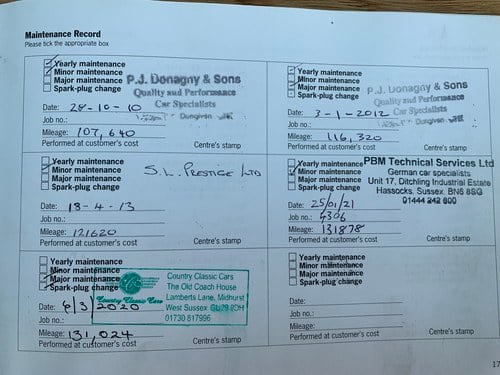 Maintenance Record
Please tick the appropriate box
Yearly maintenance
Minor maintenance
Major maintenance
Spark-plug change
P.J. Donagny & Sons
Quality and Performance
Car Specialists
Dungiven
Date: 28-10-10
Job no.:
Mileage: 107,640
Performed at customer's cost
Centre's stamp
Yearly maintenance
Minor maintenance
Major maintenance
Spark-plug change
P.J. Donagny & Sons
Quality and Performance
Car Specialists
Dungiven
Date: 3-1-2012
Job no.:
Mileage: 116,320
Performed at customer's cost
Centre's stamp
Yearly maintenance
Minor maintenance
Major maintenance
Spark-plug change
S.L. PRESTIGE LTD
Date: 18-4-13
Job no.:
Mileage: 121620
Performed at customer's cost
Centre's stamp
Yearly maintenance
Minor maintenance
Major maintenance
Spark-plug change
PBM Technical Services Ltd
German car specialists
Unit 17, Ditchling Industrial Estate
Hassocks. Sussex. BN6 8SG
01444 242 600
Date: 25/01/21
Job no.: 4306
Mileage: 131878
Performed at customer's cost
Centre's stamp
Yearly maintenance
Minor maintenance
Major maintenance
Spark-plug change
Country Classic Cars
Country Classic Cars
The Old Coach House
Lamberts Lane, Midhurst
West Sussex GU29 9DH
01730 817996
Date: 6/3/2020
Job no.:
Mileage: 131,024
Performed at customer's cost
Centre's stamp
Yearly maintenance
Minor maintenance
Major maintenance
Spark-plug change
Date:
Job no.:
Mileage:
Performed at customer's cost
Centre's stamp
17